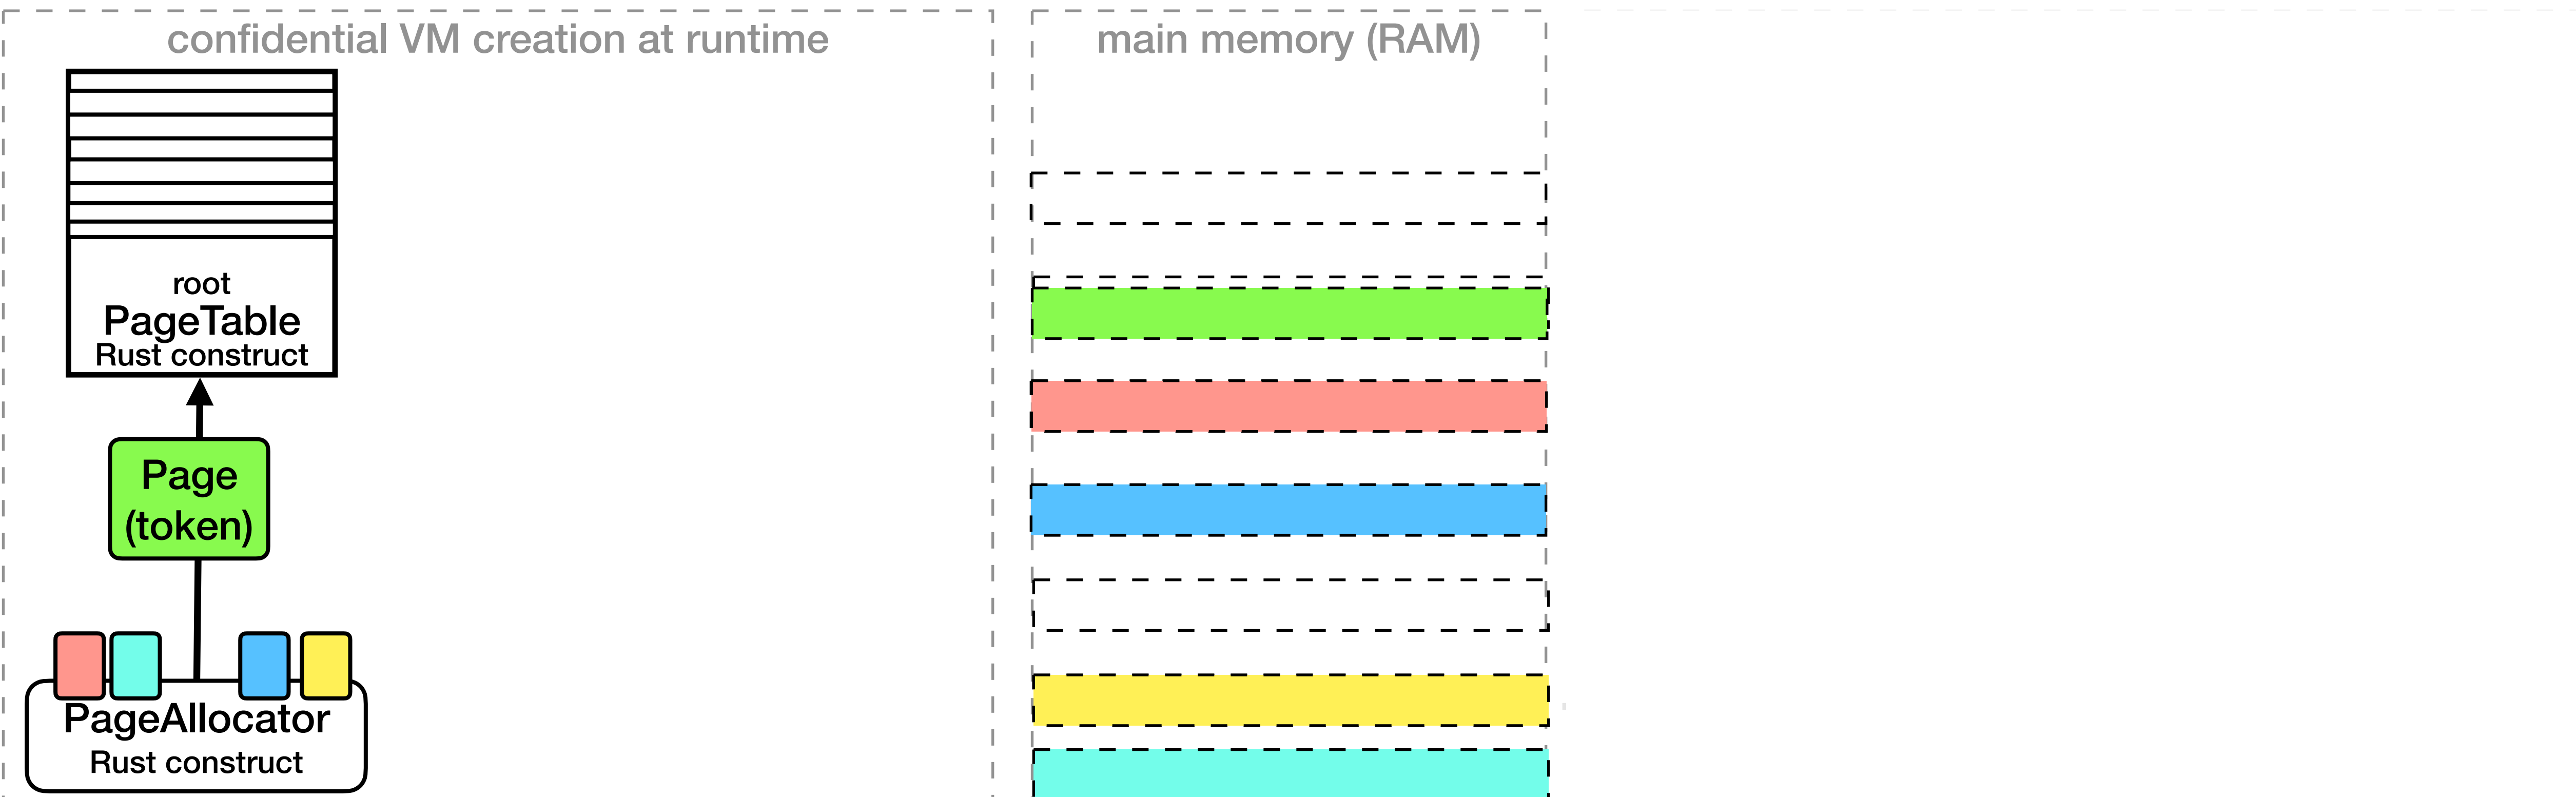 confidential VM creation at runtime
main memory (RAM)
root
PageTable
Rust construct
Page
(token)
PageAllocator
Rust construct